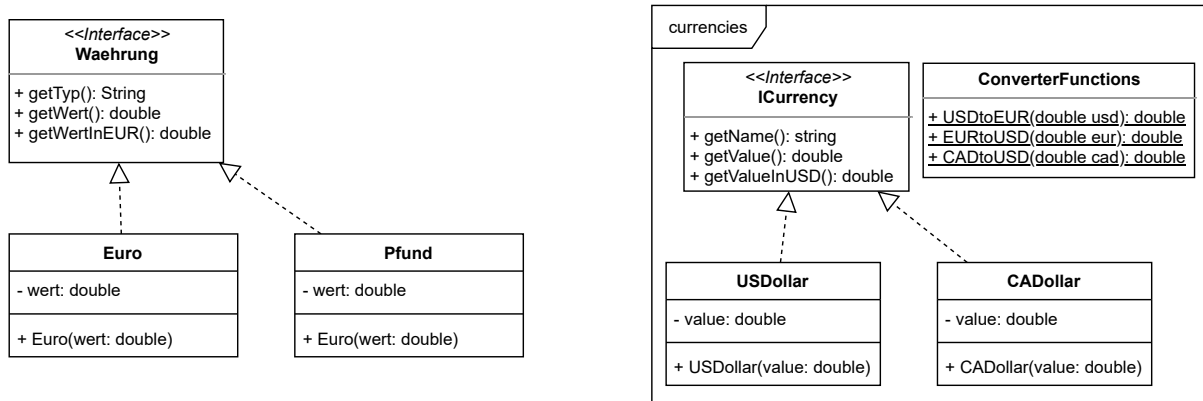 <<Interface>>
Waehrung
+ getTyp(): String
+ getWert(): double
+ getWertInEUR(): double
Euro
- wert: double
+ Euro(wert: double)
Pfund
- wert: double
+ Euro(wert: double)
currencies
<<Interface>>
ICurrency
+ getName(): string
+ getValue(): double
+ getValueInUSD(): double
ConverterFunctions
+ USDtoEUR(double usd): double
+ EURtoUSD(double eur): double
+ CADtoUSD(double cad): double
USDollar
- value: double
+ USDollar(value: double)
CADollar
- value: double
+ CADollar(value: double)